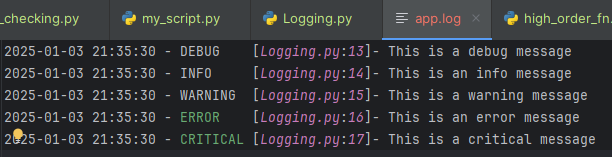 _checking.py my_script.py Logging.py app.log high_order_fn.
2025-01-03 21:35:30 - DEBUG    [Logging.py:13]- This is a debug message
2025-01-03 21:35:30 - INFO     [Logging.py:14]- This is an info message
2025-01-03 21:35:30 - WARNING  [Logging.py:15]- This is a warning message
2025-01-03 21:35:30 - ERROR    [Logging.py:16]- This is an error message
2025-01-03 21:35:30 - CRITICAL [Logging.py:17]- This is a critical message